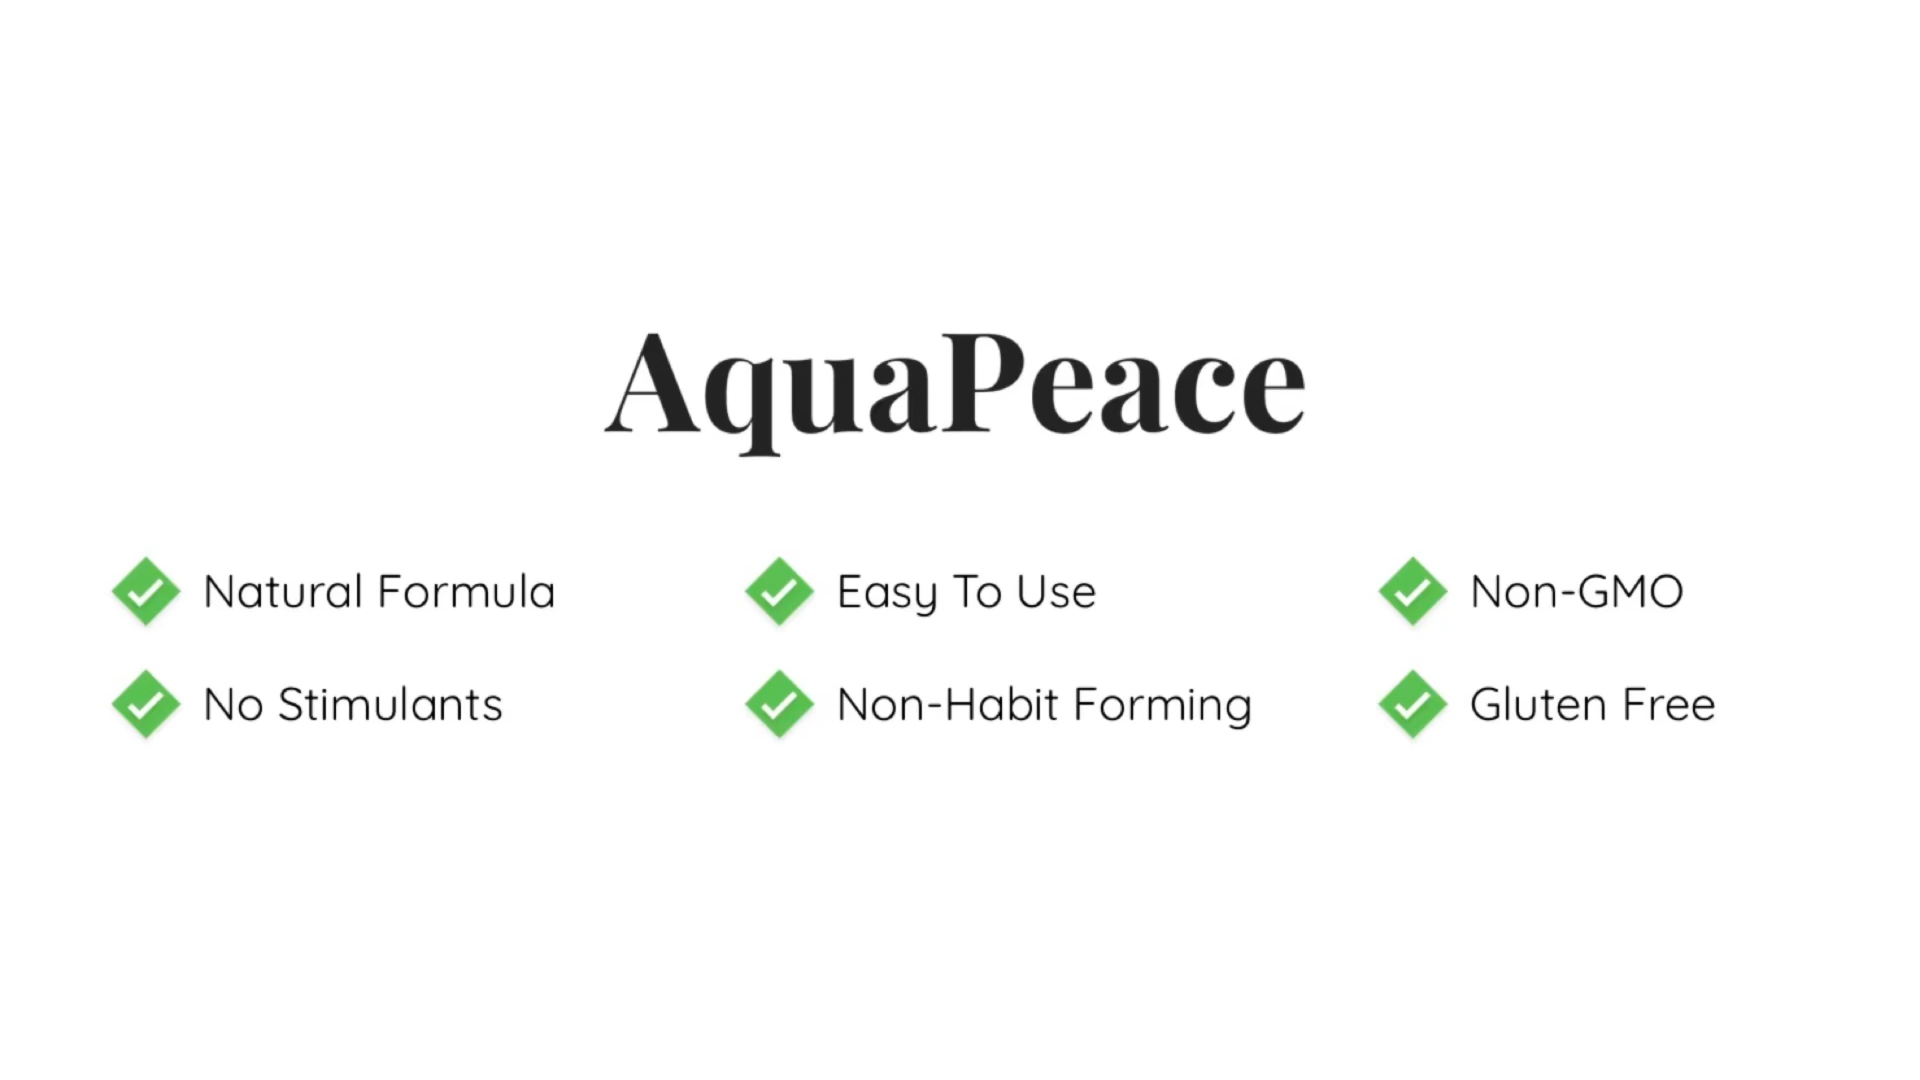 AquaPeace
Natural Formula
Easy To Use
Non-GMO
No Stimulants
Non-Habit Forming
Gluten Free